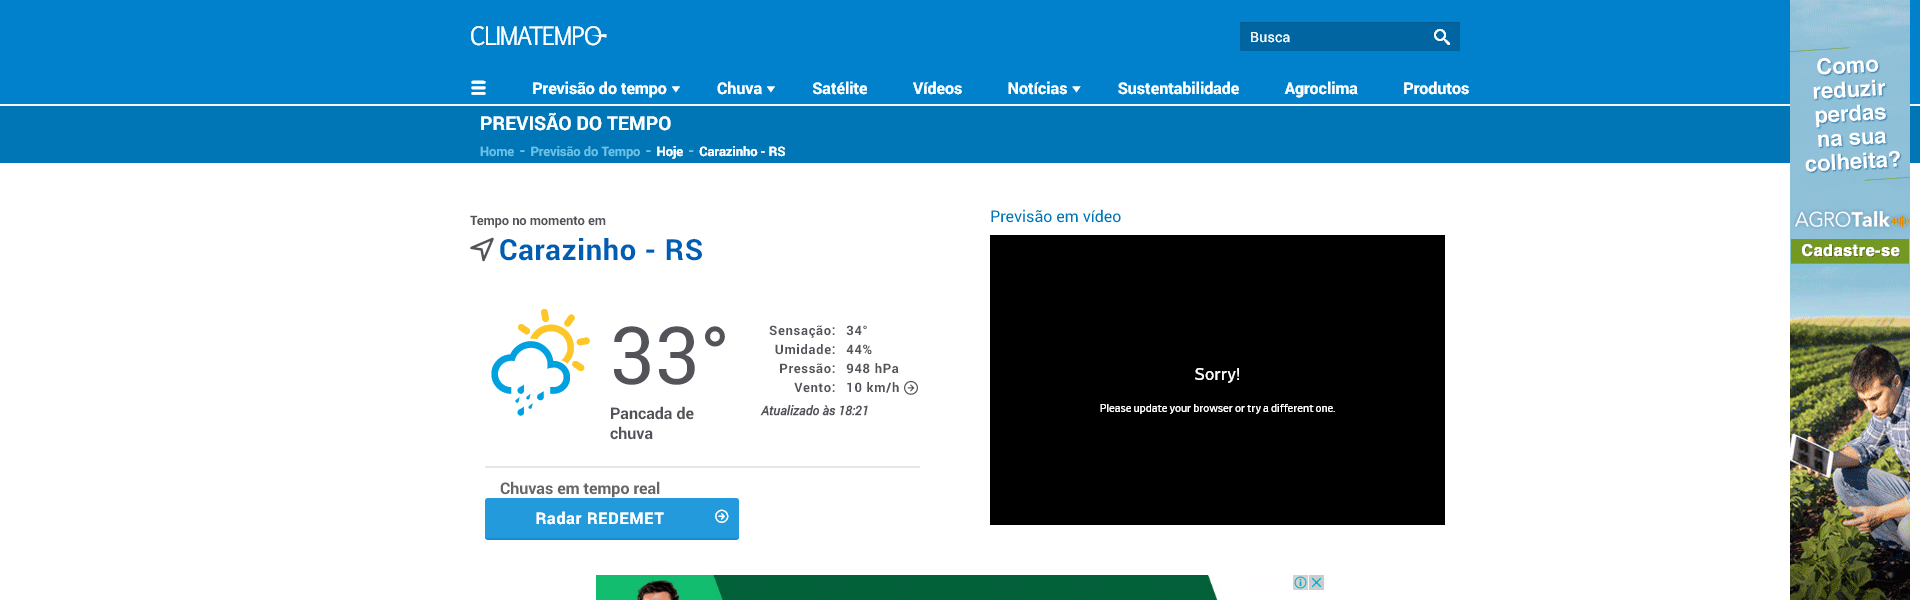 CLIMATEMPO
Busca
Previsão do tempo
Chuva
Satélite
Vídeos
Notícias
Sustentabilidade
Agroclima
Produtos
PREVISÃO DO TEMPO
Home - Previsão do Tempo - Hoje - Carazinho - RS
Tempo no momento em
Carazinho - RS
33°
Pancada de
chuva
Sensação: 34°
Umidade: 44%
Pressão: 948 hPa
Vento: 10 km/h
Atualizado às 18:21
Chuvas em tempo real
Radar REDEMET
Previsão em vídeo
Sorry!
Please update your browser or try a different one.
Como
reduzir
perdas
na sua
colheita?
AGROTalk
Cadastre-se